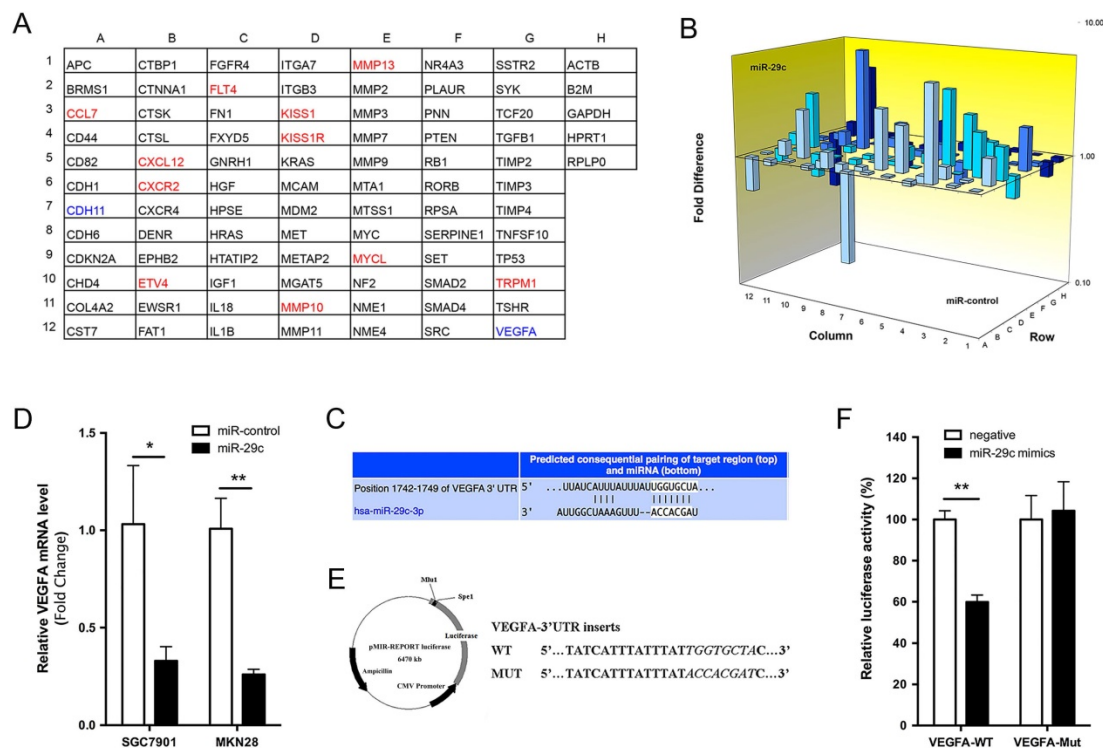 A
A B C D E F G H
1 APC CTBP1 FGFR4 ITGA7 MMP13 NR4A3 SSTR2 ACTB
2 BRMS1 CTNNA1 FLT4 ITGB3 MMP2 PLAUR SYK B2M
3 CCL7 CTSK FN1 KISS1 MMP3 PNN TCF20 GAPDH
4 CD44 CTSL FXYD5 KISS1R MMP7 PTEN TGFB1 HPRT1
5 CD82 CXCL12 GNRH1 KRAS MMP9 RB1 TIMP2 RPLP0
6 CDH1 CXCR2 HGF MCAM MTA1 RORB TIMP3
7 CDH11 CXCR4 HPSE MDM2 MTSS1 RPSA TIMP4
8 CDH6 DENR HRAS MET MYC SERPINE1 TNFSF10
9 CDKN2A EPHB2 HTATIP2 METAP2 MYCL SET TP53
10 CHD4 ETV4 IGF1 MGAT5 NF2 SMAD2 TRPM1
11 COL4A2 EWSR1 IL18 MMP10 NME1 SMAD4 TSHR
12 CST7 FAT1 IL1B MMP11 NME4 SRC VEGFA
B
10.00
miR-29c
1.00
Fold Difference
0.10
miR-control
12 11 10 9 8 7 6 5 4 3 2 1
A B C D E F G H
Column
Row
D
miR-control
miR-29c
Relative VEGFA mRNA level
(Fold Change)
1.5
1.0
0.5
0.0
*
**
SGC7901 MKN28
C
Predicted consequential pairing of target region (top)
and miRNA (bottom)
Position 1742-1749 of VEGFA 3' UTR 5' ...UUAUCAUUUAUUUAUUGGUGCUA...
hsa-miR-29c-3p 3' AUUGGCUAAAGUUU--ACCACGAU
E
Mlu1
Spe1
Luciferase
pMIR-REPORT luciferase
6470 kb
Ampicillin
CMV Promoter
VEGFA-3'UTR inserts
WT 5'...TATCATTTATTTATTGGTGCTAC...3'
MUT 5'...TATCATTTATTTATACCACGATC...3'
F
negative
miR-29c mimics
Relative luciferase activity (%)
140
120
100
80
60
40
20
0
**
VEGFA-WT VEGFA-Mut